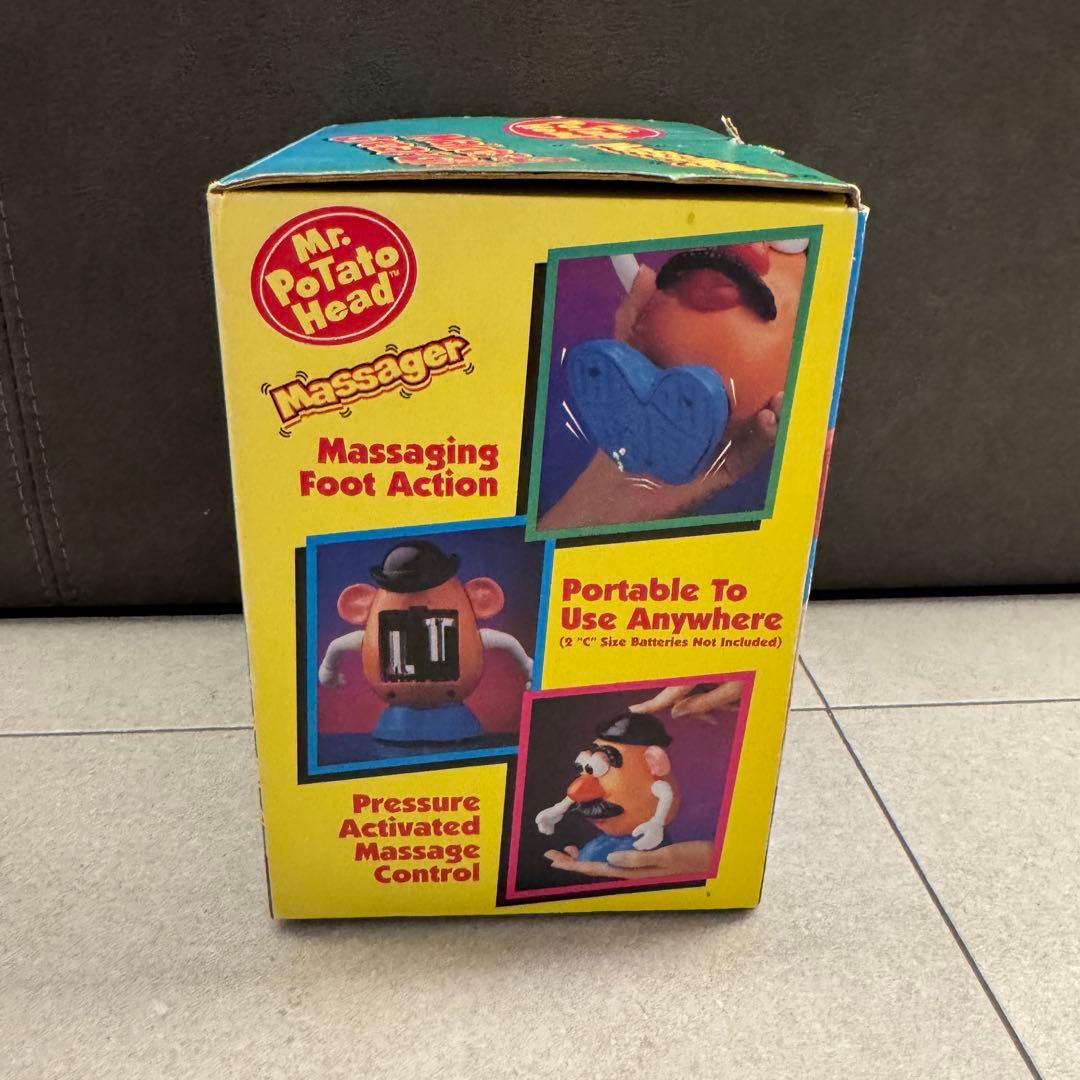 Mr.
PoTaTo
Head™
Massager
Massaging
Foot Action
Portable To
Use Anywhere
(2 "C" Size Batteries Not Included)
Pressure
Activated
Massage
Control